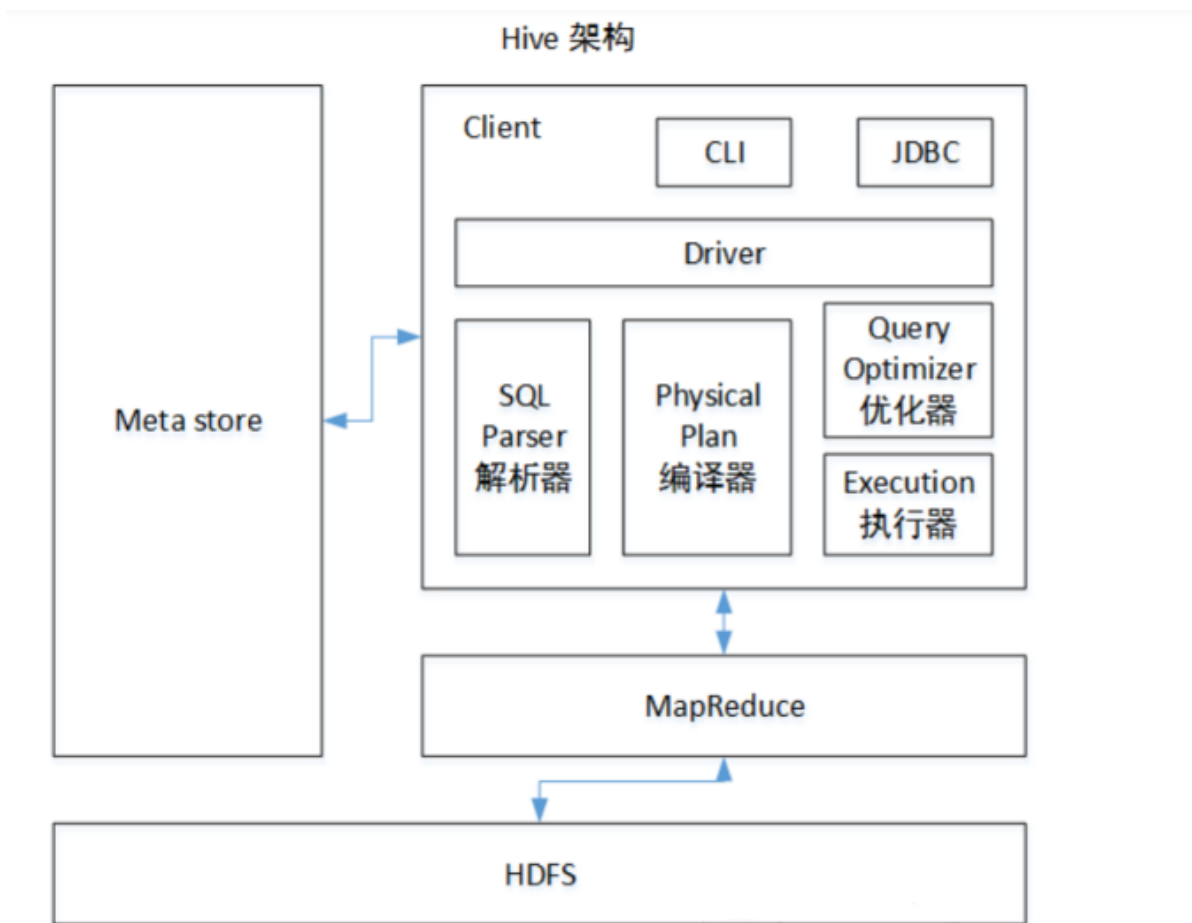 Hive 架构
Client
CLI
JDBC
Driver
Meta store
SQL
Parser
解析器
Physical
Plan
编译器
Query
Optimizer
优化器
Execution
执行器
MapReduce
HDFS